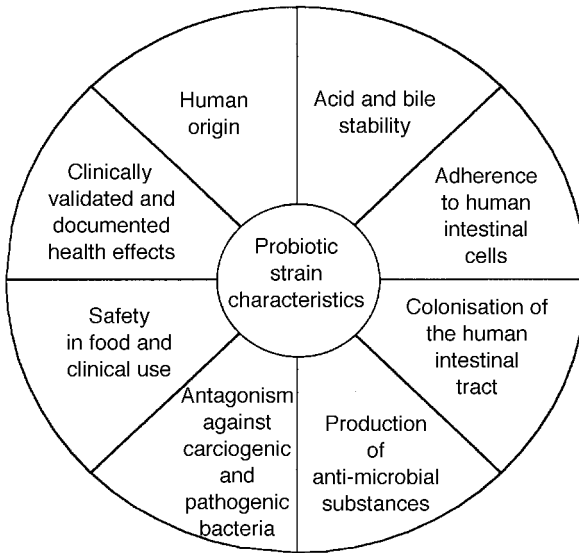 Human
origin
Acid and bile
stability
Adherence
to human
intestinal
cells
Colonisation of
the human
intestinal
tract
Production
of
anti-microbial
substances
Antagonism
against
carciogenic
and
pathogenic
bacteria
Safety
in food and
clinical use
Clinically
validated and
documented
health effects
Probiotic
strain
characteristics